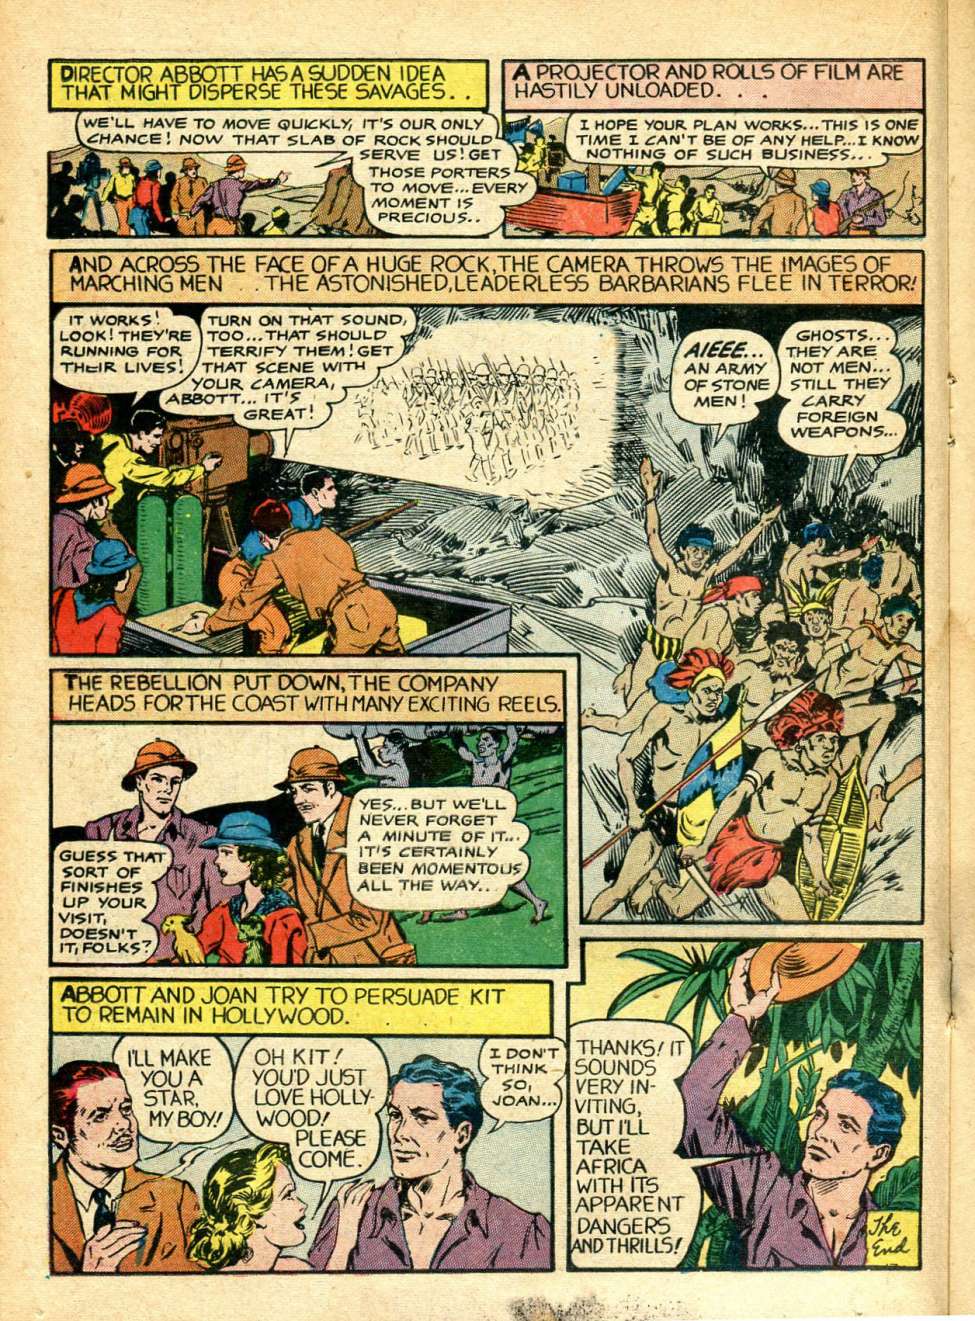 DIRECTOR ABBOTT HAS A SUDDEN IDEA
THAT MIGHT DISPERSE THESE SAVAGES..
WE'LL HAVE TO MOVE QUICKLY, IT'S OUR ONLY
CHANCE! NOW THAT SLAB OF ROCK SHOULD
SERVE US! GET
THOSE PORTERS
TO MOVE...EVERY
MOMENT IS
PRECIOUS..
A PROJECTOR AND ROLLS OF FILM ARE
HASTILY UNLOADED. . .
I HOPE YOUR PLAN WORKS...THIS IS ONE
TIME I CAN'T BE OF ANY HELP...I KNOW
NOTHING OF SUCH BUSINESS...
AND ACROSS THE FACE OF A HUGE ROCK, THE CAMERA THROWS THE IMAGES OF
MARCHING MEN . . . THE ASTONISHED, LEADERLESS BARBARIANS FLEE IN TERROR!
IT WORKS!
LOOK! THEY'RE
RUNNING FOR
THEIR LIVES!
TURN ON THAT SOUND,
TOO...THAT SHOULD
TERRIFY THEM! GET
THAT SCENE WITH
YOUR CAMERA,
ABBOTT... IT'S
GREAT!
AIEEE...
AN ARMY
OF STONE
MEN!
GHOSTS...
THEY ARE
NOT MEN...
STILL THEY
CARRY
FOREIGN
WEAPONS...
THE REBELLION PUT DOWN, THE COMPANY
HEADS FOR THE COAST WITH MANY EXCITING REELS.
GUESS THAT
SORT OF
FINISHES
UP YOUR
VISIT,
DOESN'T
IT, FOLKS?
YES...BUT WE'LL
NEVER FORGET
A MINUTE OF IT...
IT'S CERTAINLY
BEEN MOMENTOUS
ALL THE WAY..
ABBOTT AND JOAN TRY TO PERSUADE KIT
TO REMAIN IN HOLLYWOOD. . .
I'LL MAKE
YOU A
STAR,
MY BOY!
OH KIT!
YOU'D JUST
LOVE HOLLY-
WOOD!
PLEASE
COME.
I DON'T
THINK
SO,
JOAN...
THANKS! IT
SOUNDS
VERY IN-
VITING,
BUT I'LL
TAKE
AFRICA
WITH ITS
APPARENT
DANGERS
AND THRILLS!
The
End